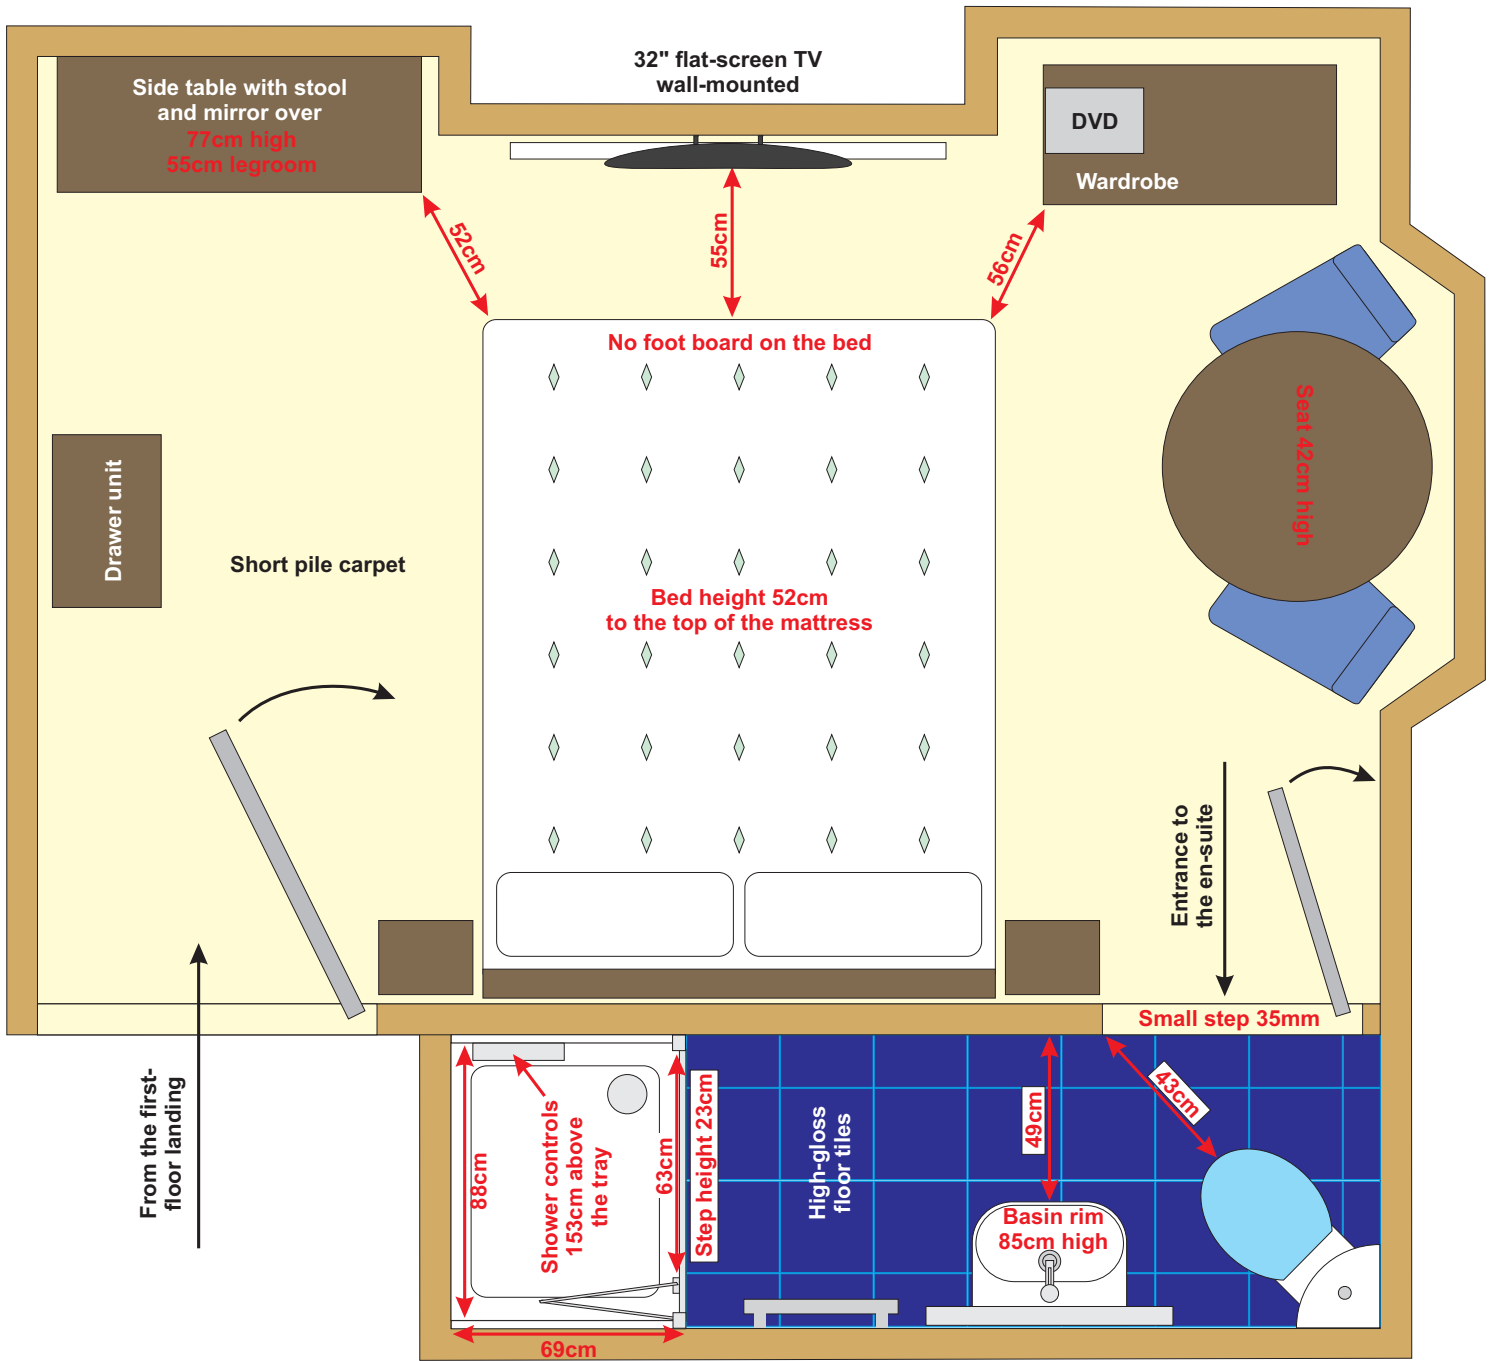 32" flat-screen TV
wall-mounted
Side table with stool
and mirror over
77cm high
55cm legroom
DVD
Wardrobe
52cm
55cm
56cm
No foot board on the bed
Seat 42cm high
Drawer unit
Short pile carpet
Bed height 52cm
to the top of the mattress
Entrance to
the en-suite
Small step 35mm
From the first-
floor landing
88cm
Shower controls
153cm above
the tray
63cm
Step height 23cm
High-gloss
floor tiles
49cm
43cm
Basin rim
85cm high
69cm